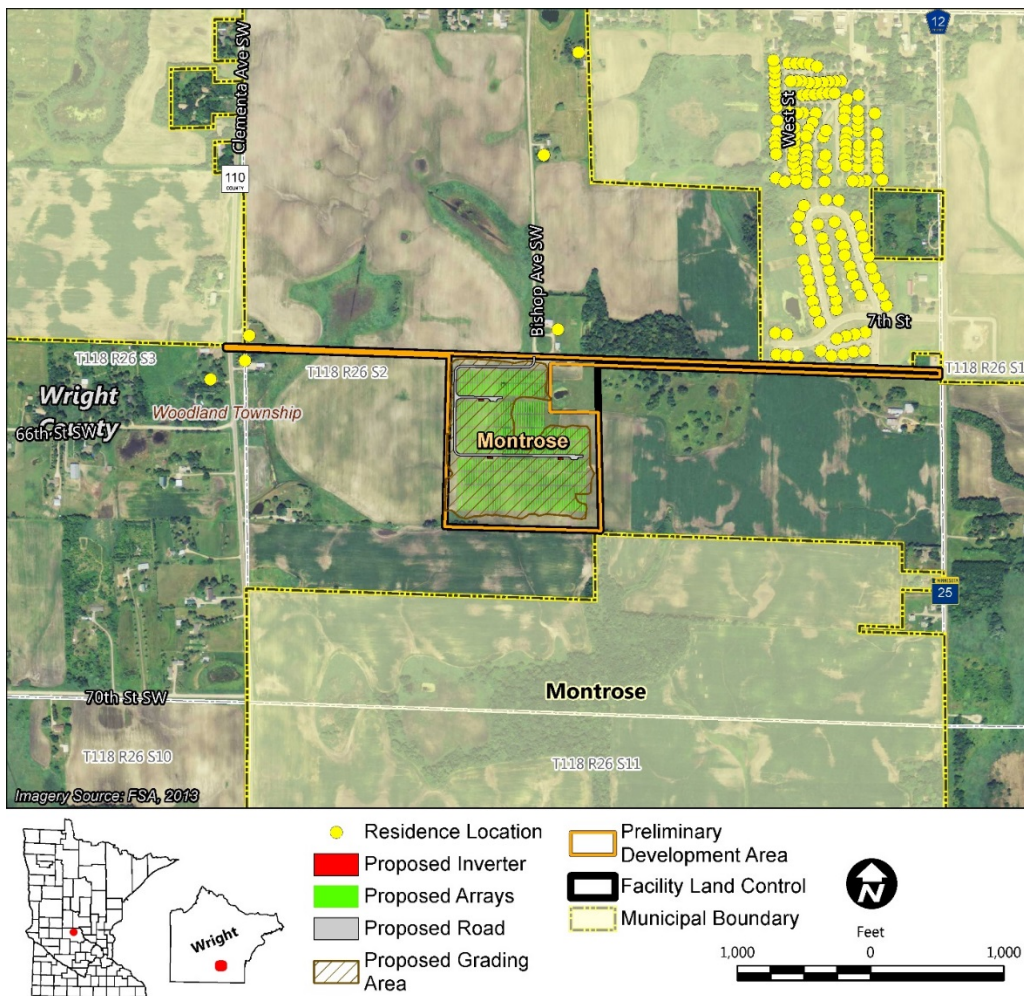 12
Clementa Ave SW
West St
110
COUNTY
Bishop Ave SW
7th St
T118 R26 S3
T118 R26 S2
T118 R26 S1
Wright
County
Woodland Township
66th St SW
Montrose
25
Montrose
70th St SW
T118 R26 S10
T118 R26 S11
Imagery Source: FSA, 2013
Wright
Residence Location
Proposed Inverter
Proposed Arrays
Proposed Road
Proposed Grading
Area
Preliminary
Development Area
Facility Land Control
Municipal Boundary
N
Feet
1,000 0 1,000